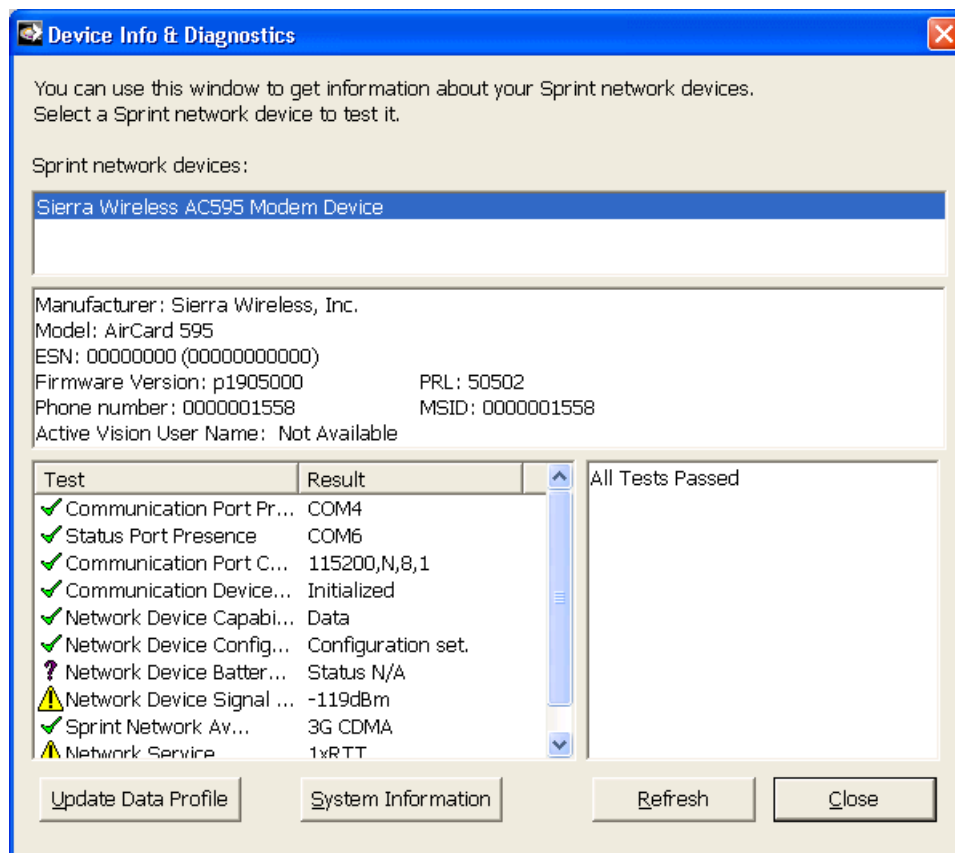 Device Info & Diagnostics
You can use this window to get information about your Sprint network devices.
Select a Sprint network device to test it.
Sprint network devices:
Sierra Wireless AC595 Modem Device
Manufacturer: Sierra Wireless, Inc.
Model: AirCard 595
ESN: 00000000 (00000000000)
Firmware Version: p1905000 PRL: 50502
Phone number: 0000001558 MSID: 0000001558
Active Vision User Name: Not Available
Test Result
Communication Port Pr... COM4
Status Port Presence COM6
Communication Port C... 115200,N,8,1
Communication Device... Initialized
Network Device Capabi... Data
Network Device Config... Configuration set.
Network Device Batter... Status N/A
Network Device Signal ... -119dBm
Sprint Network Av... 3G CDMA
Network Service 1xRTT
All Tests Passed
Update Data Profile System Information Refresh Close